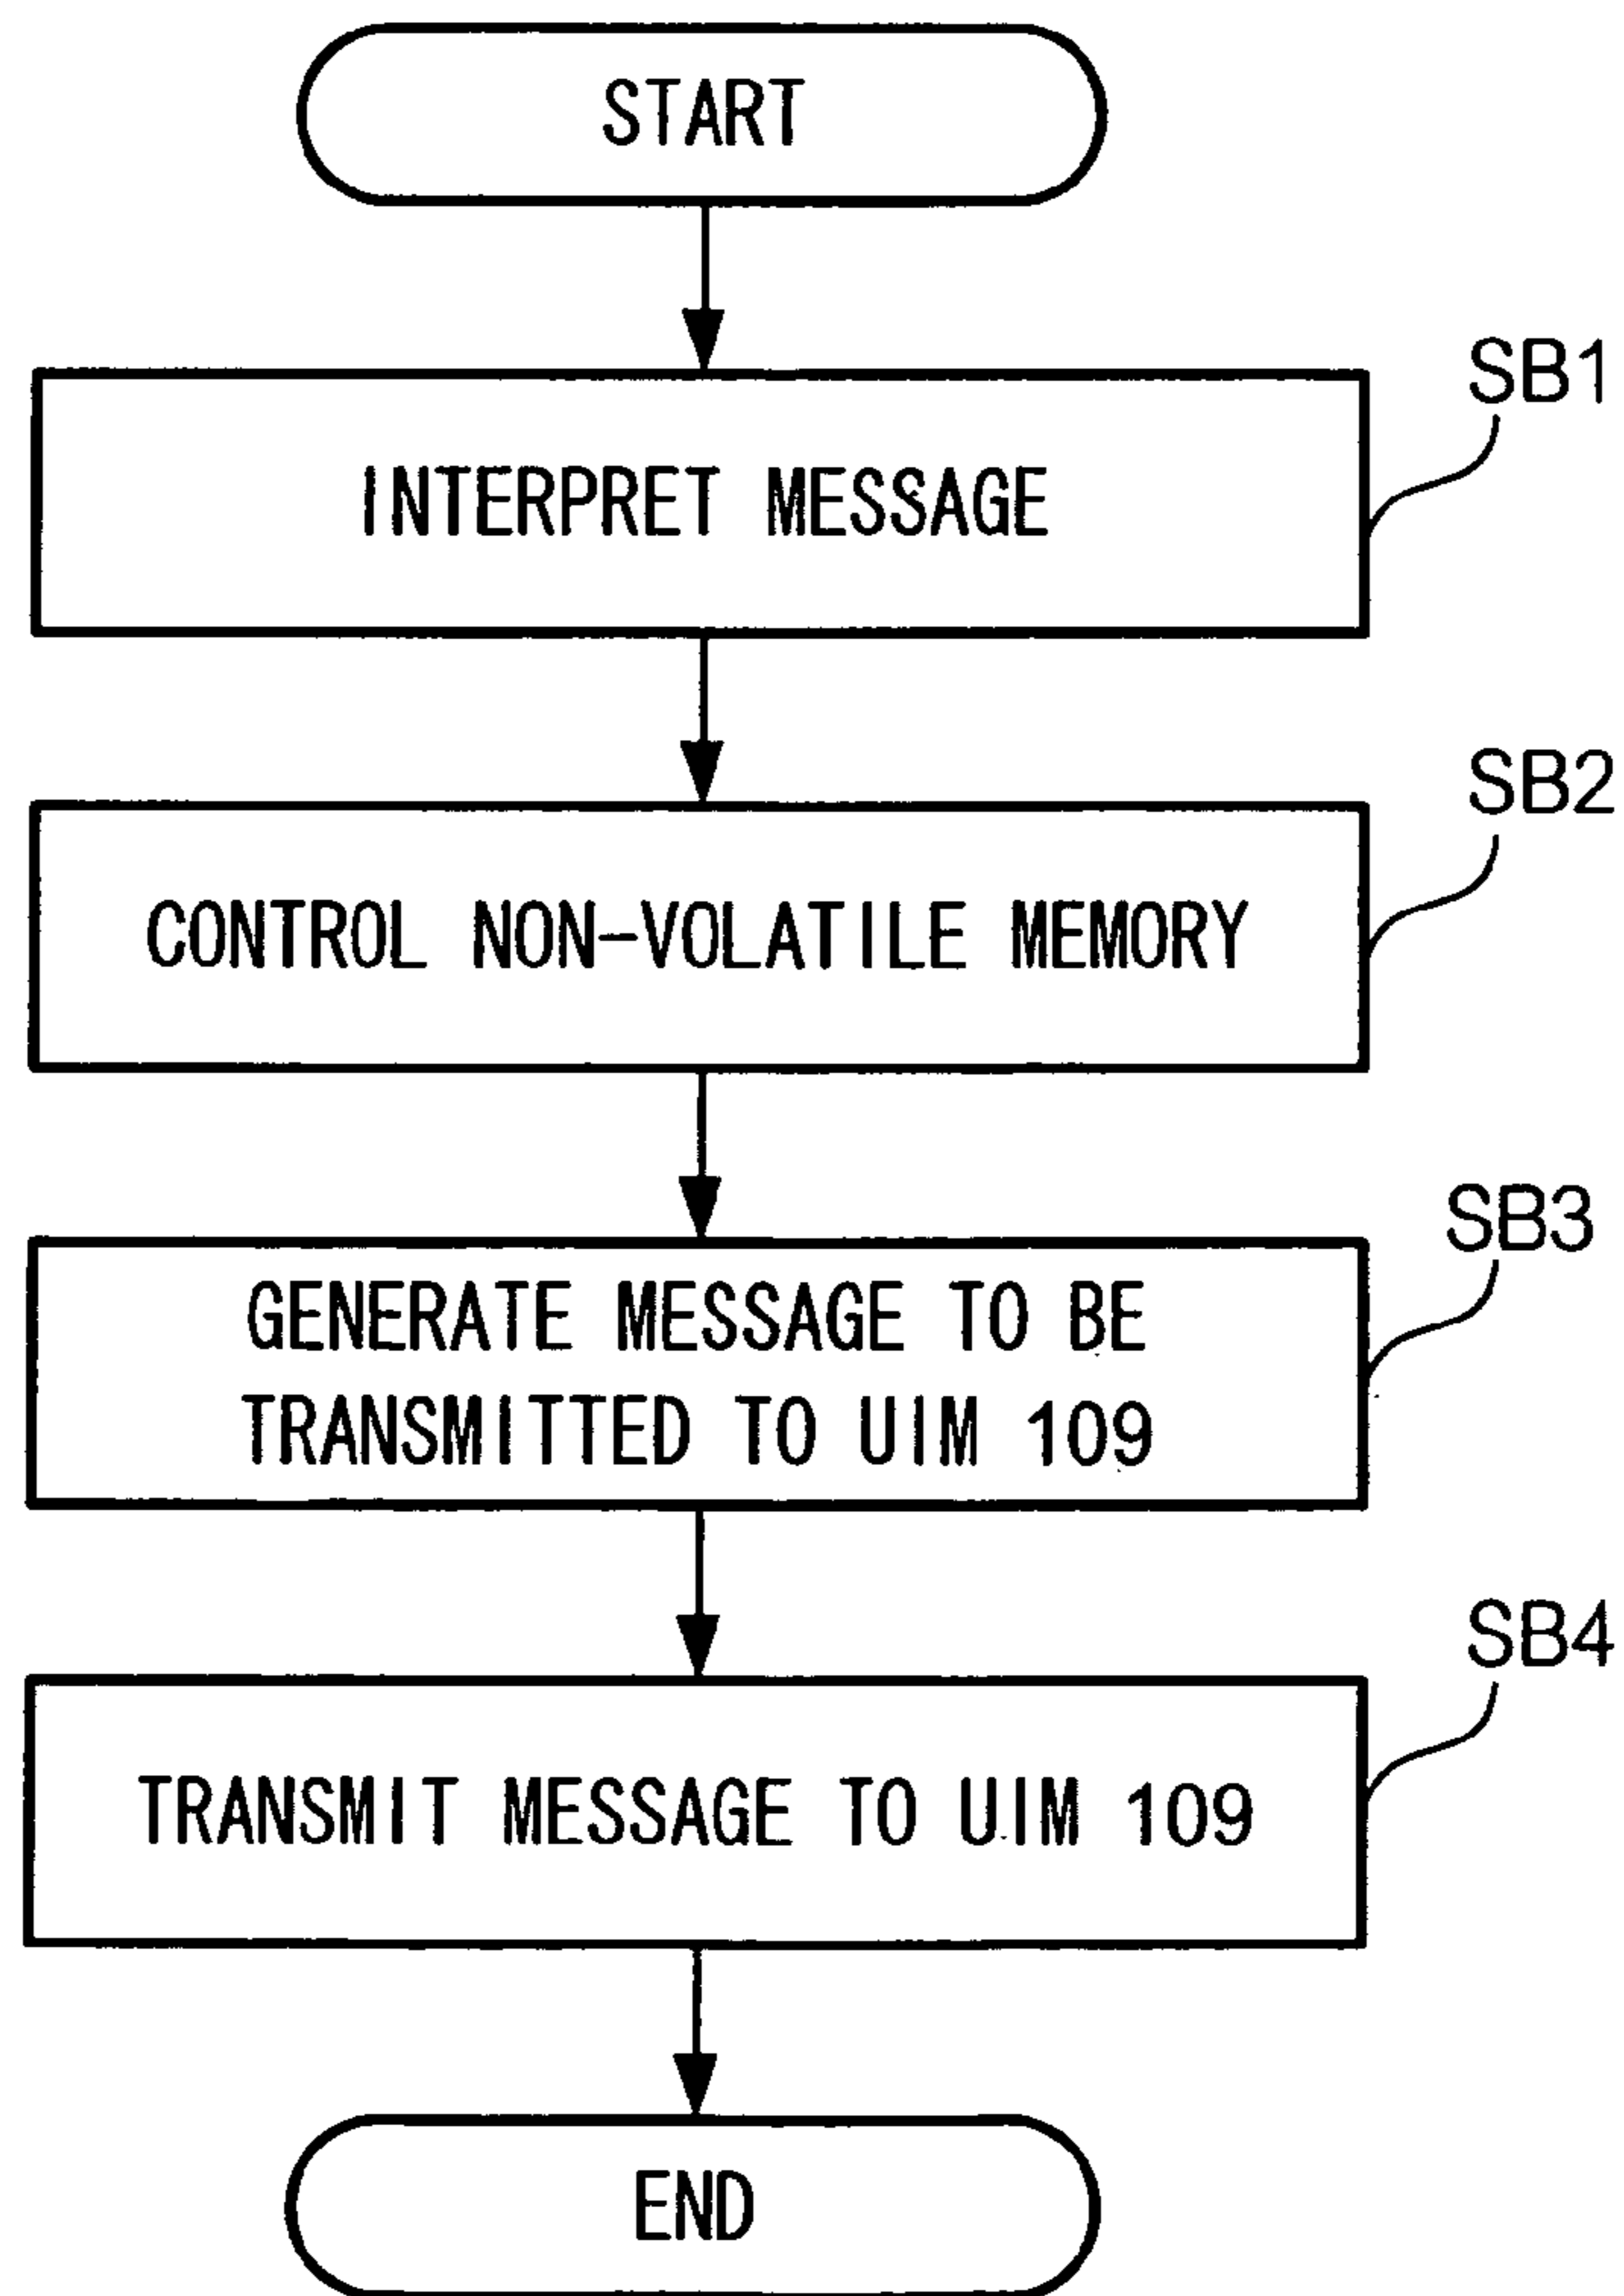 START
SB1
INTERPRET MESSAGE
SB2
CONTROL NON-VOLATILE MEMORY
SB3
GENERATE MESSAGE TO BE
TRANSMITTED TO UIM 109
SB4
TRANSMIT MESSAGE TO UIM 109
END